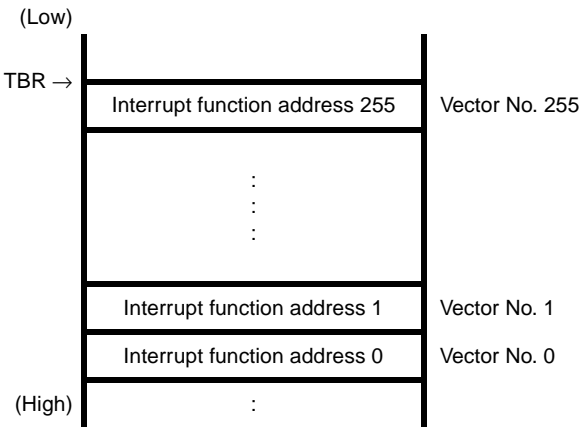 (Low)
TBR →
Interrupt function address 255 Vector No. 255
:
:
:
Interrupt function address 1 Vector No. 1
Interrupt function address 0 Vector No. 0
(High) :